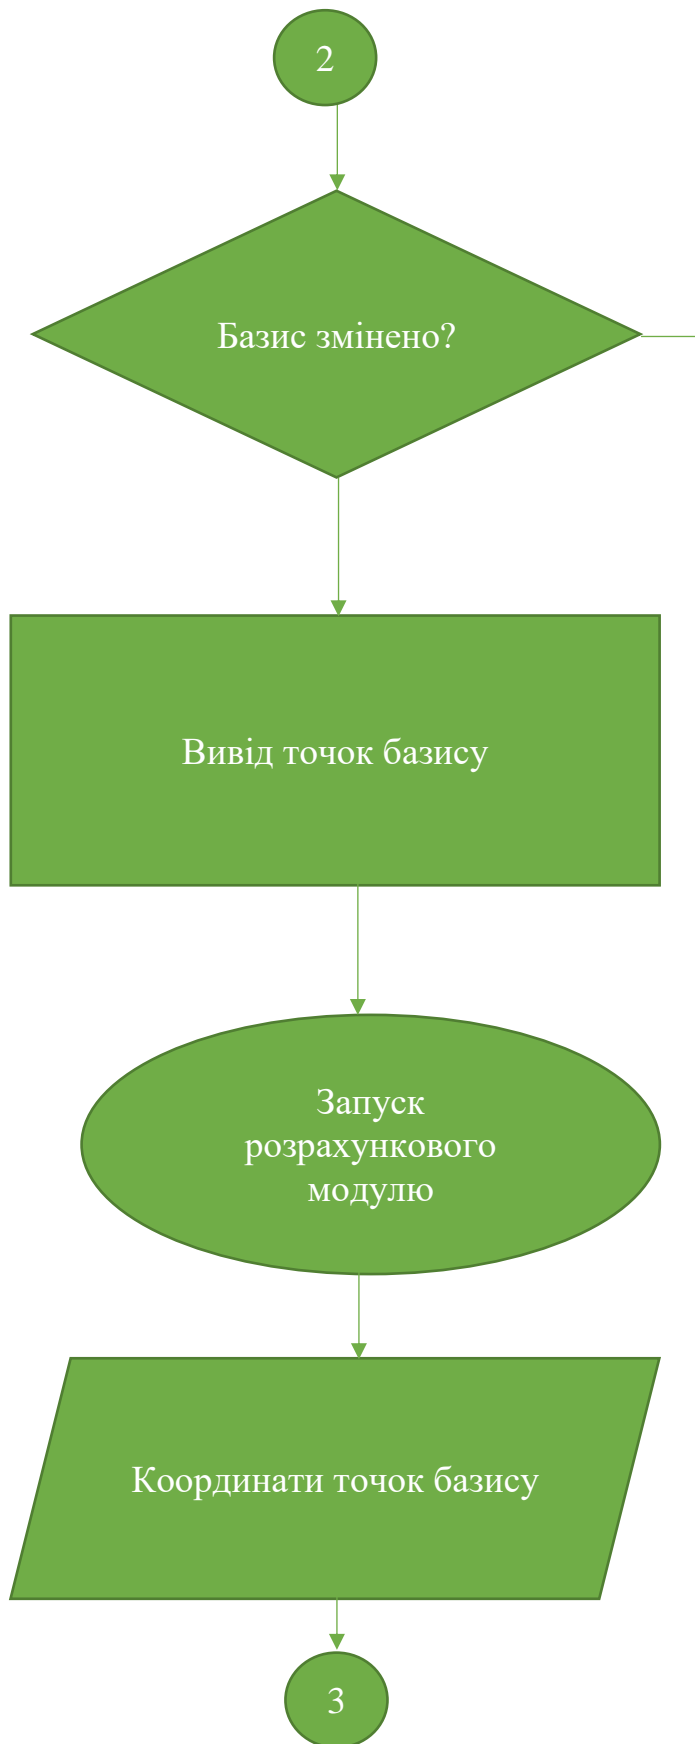 2
Базис змінено?
Вивід точок базису
Запуск
розрахункового
модулю
Координати точок базису
3